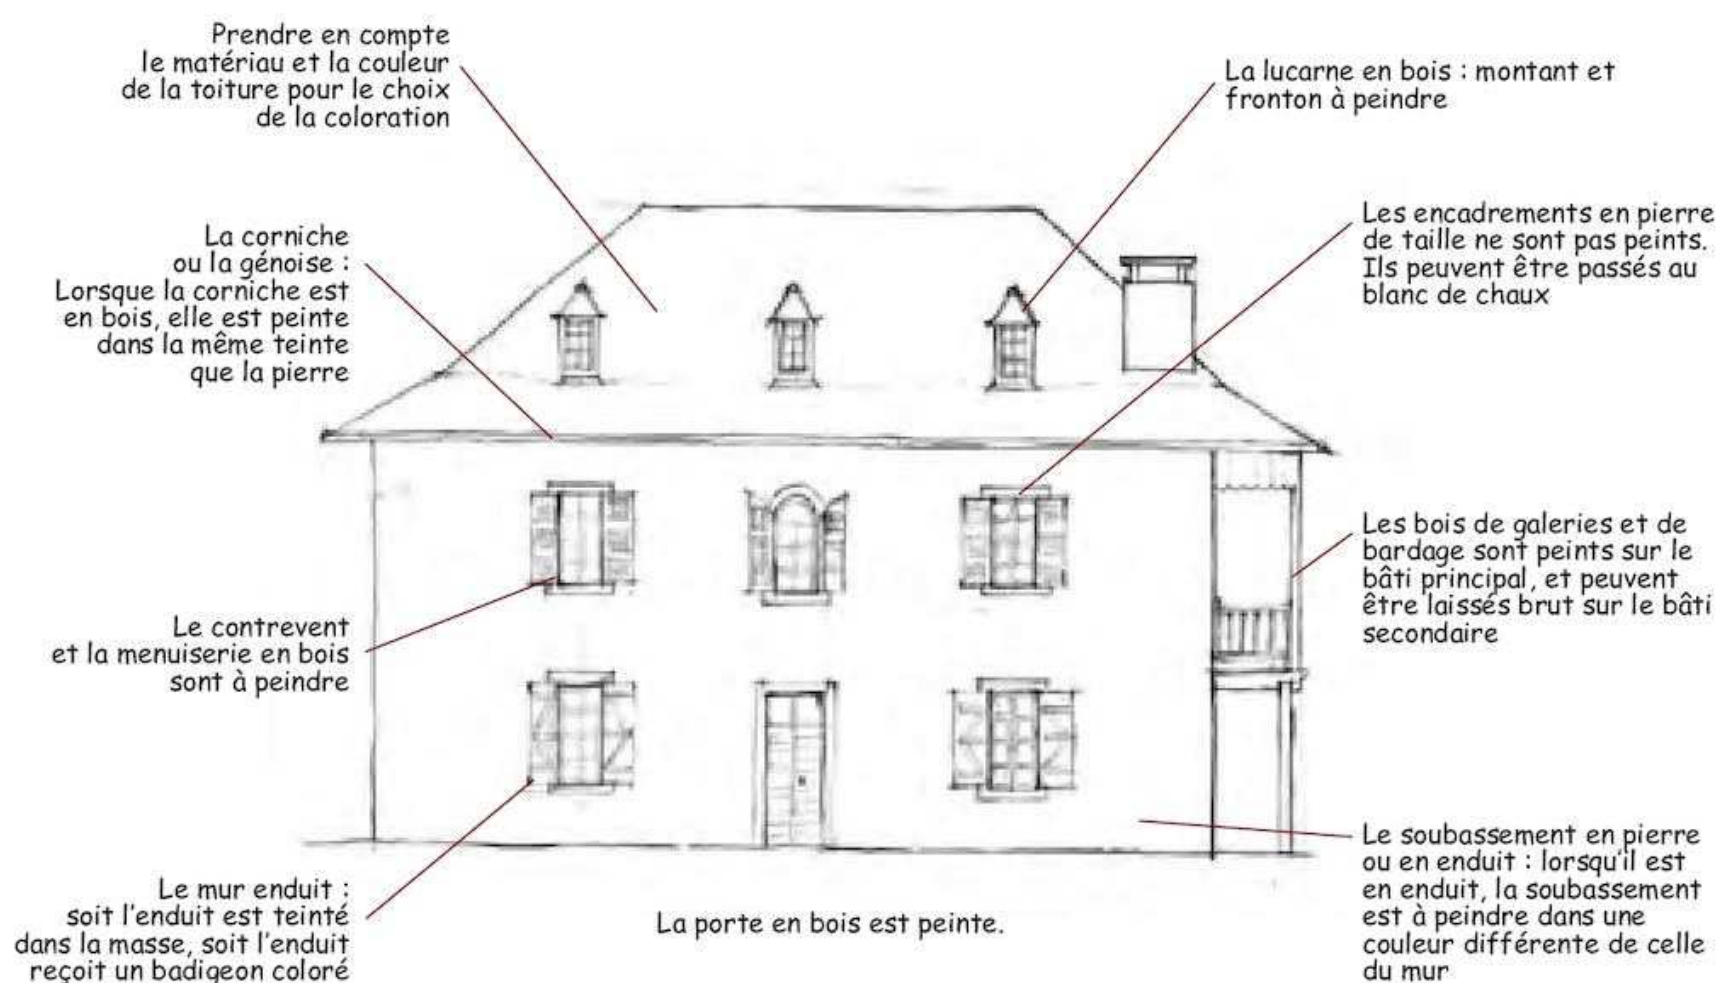 Prendre en compte
le matériau et la couleur
de la toiture pour le choix
de la coloration
La lucarne en bois : montant et
fronton à peindre
La corniche
ou la génoise :
Lorsque la corniche est
en bois, elle est peinte
dans la même teinte
que la pierre
Les encadrements en pierre
de taille ne sont pas peints.
Ils peuvent être passés au
blanc de chaux
Les bois de galeries et de
bardage sont peints sur le
bâti principal, et peuvent
être laissés brut sur le bâti
secondaire
Le contrevent
et la menuiserie en bois
sont à peindre
Le mur enduit :
soit l'enduit est teinté
dans la masse, soit l'enduit
reçoit un badigeon coloré
La porte en bois est peinte.
Le soubassement en pierre
ou en enduit : lorsqu'il est
en enduit, la soubassement
est à peindre dans une
couleur différente de celle
du mur